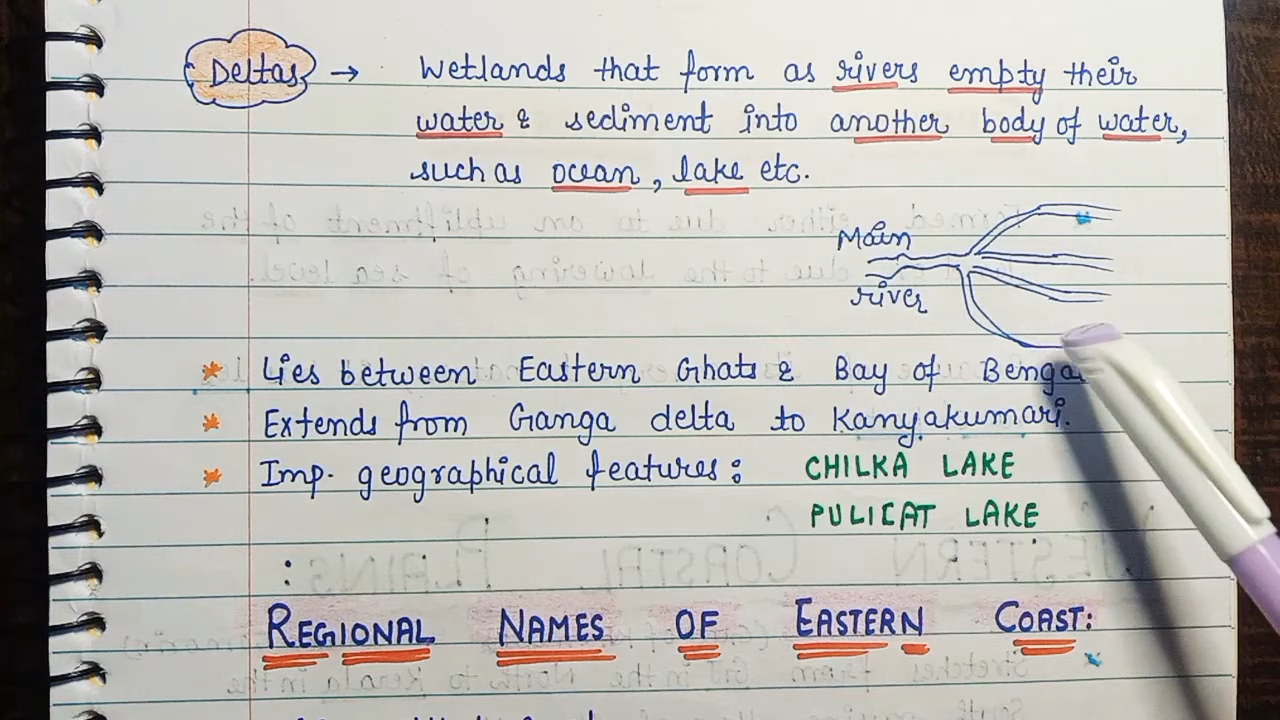 Deltas → Wetlands that form as rivers empty their
water & sediment into another body of water,
such as ocean, lake etc.
Main
river
* Lies between Eastern Ghats & Bay of Bengal
* Extends from Ganga delta to Kanyakumari.
* Imp. geographical features: CHILKA LAKE
PULICAT LAKE
:
REGIONAL NAMES OF EASTERN COAST: